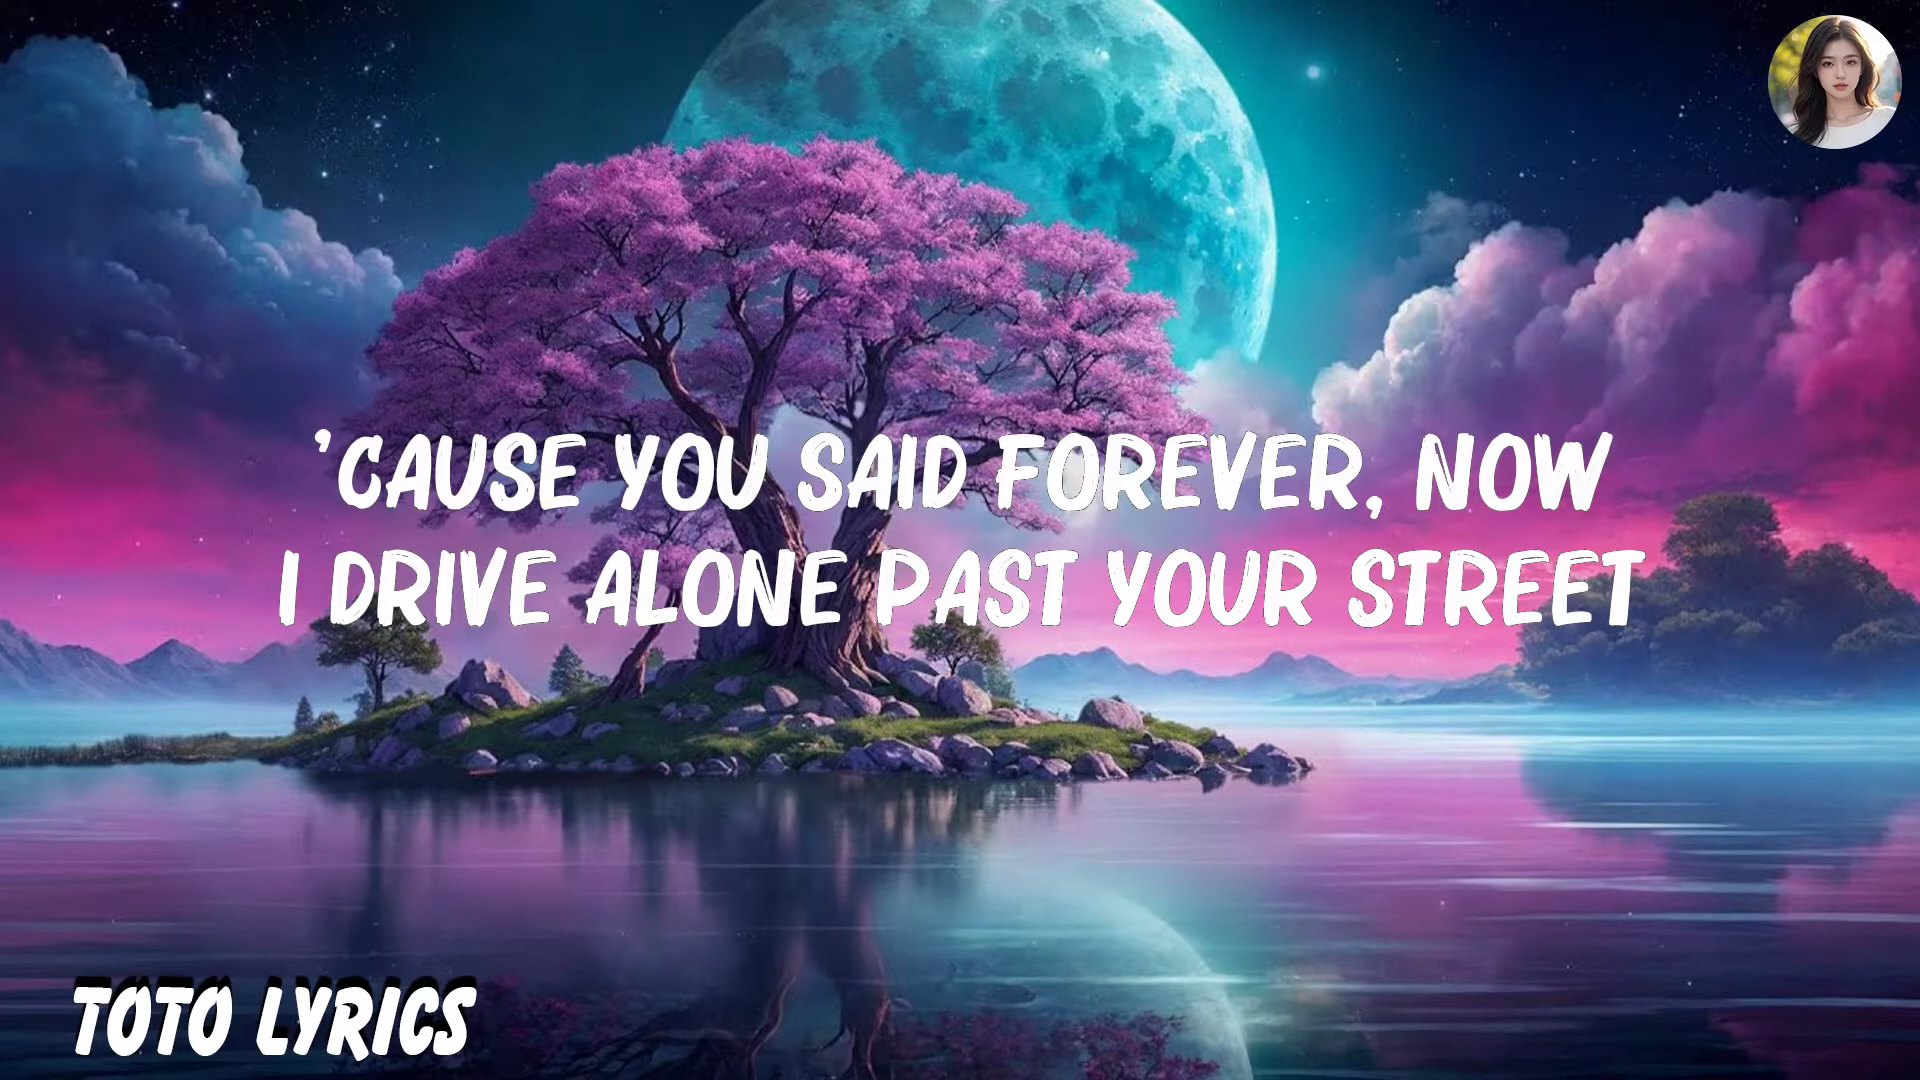 'CAUSE YOU SAID FOREVER, NOW
I DRIVE ALONE PAST YOUR STREET
TOTO LYRICS